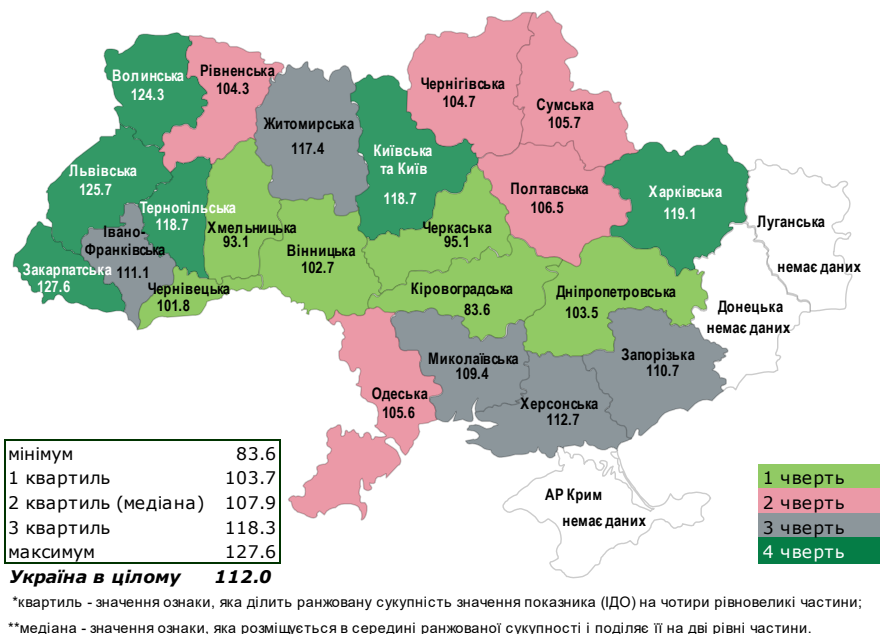 Волинська
124.3
Рівненська
104.3
Житомирська
117.4
Київська
та Київ
118.7
Чернігівська
104.7
Сумська
105.7
Львівська
125.7
Тернопільська
118.7
Хмельницька
93.1
Івано-
Франківська
111.1
Закарпатська
127.6
Чернівецька
101.8
Вінницька
102.7
Черкаська
95.1
Полтавська
106.5
Харківська
119.1
Луганська
немає даних
Кіровоградська
83.6
Дніпропетровська
103.5
Донецька
немає даних
Миколаївська
109.4
Запорізька
110.7
Одеська
105.6
Херсонська
112.7
АР Крим
немає даних
мінімум 83.6
1 квартиль 103.7
2 квартиль (медіана) 107.9
3 квартиль 118.3
максимум 127.6
Україна в цілому 112.0
1 чверть
2 чверть
3 чверть
4 чверть
*квартиль - значення ознаки, яка ділить ранжовану сукупність значення показника (ІДО) на чотири рівновеликі частини;
**медіана - значення ознаки, яка розміщується в середині ранжованої сукупності і поділяє її на дві рівні частини.